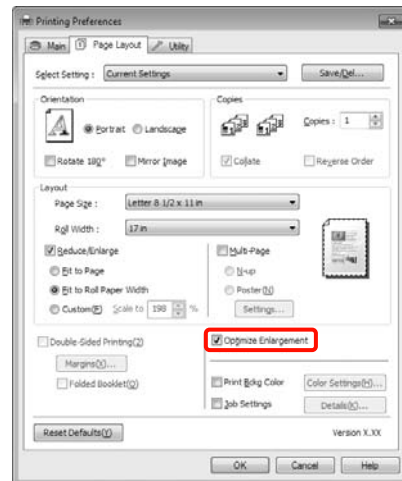 Printing Preferences
Main Page Layout Utility
Select Setting : Current Settings Save/Del...
Orientation
Portrait Landscape
Rotate 180° Mirror Image
Copies
Copies : 1
Collate Reverse Order
Layout
Page Size : Letter 8 1/2 x 11 in
Roll Width : 17 in
Reduce/Enlarge
Fit to Page
Fit to Roll Paper Width
Custom(F) Scale to 198 %
Multi-Page
N-up
Poster(N)
Settings...
Double-Sided Printing(2)
Margins(X)...
Folded Booklet(Q)
Optimize Enlargement
Print Bckg Color Color Settings(H)...
Job Settings Details(K)...
Reset Defaults(Y) Version X.XX
OK Cancel Help